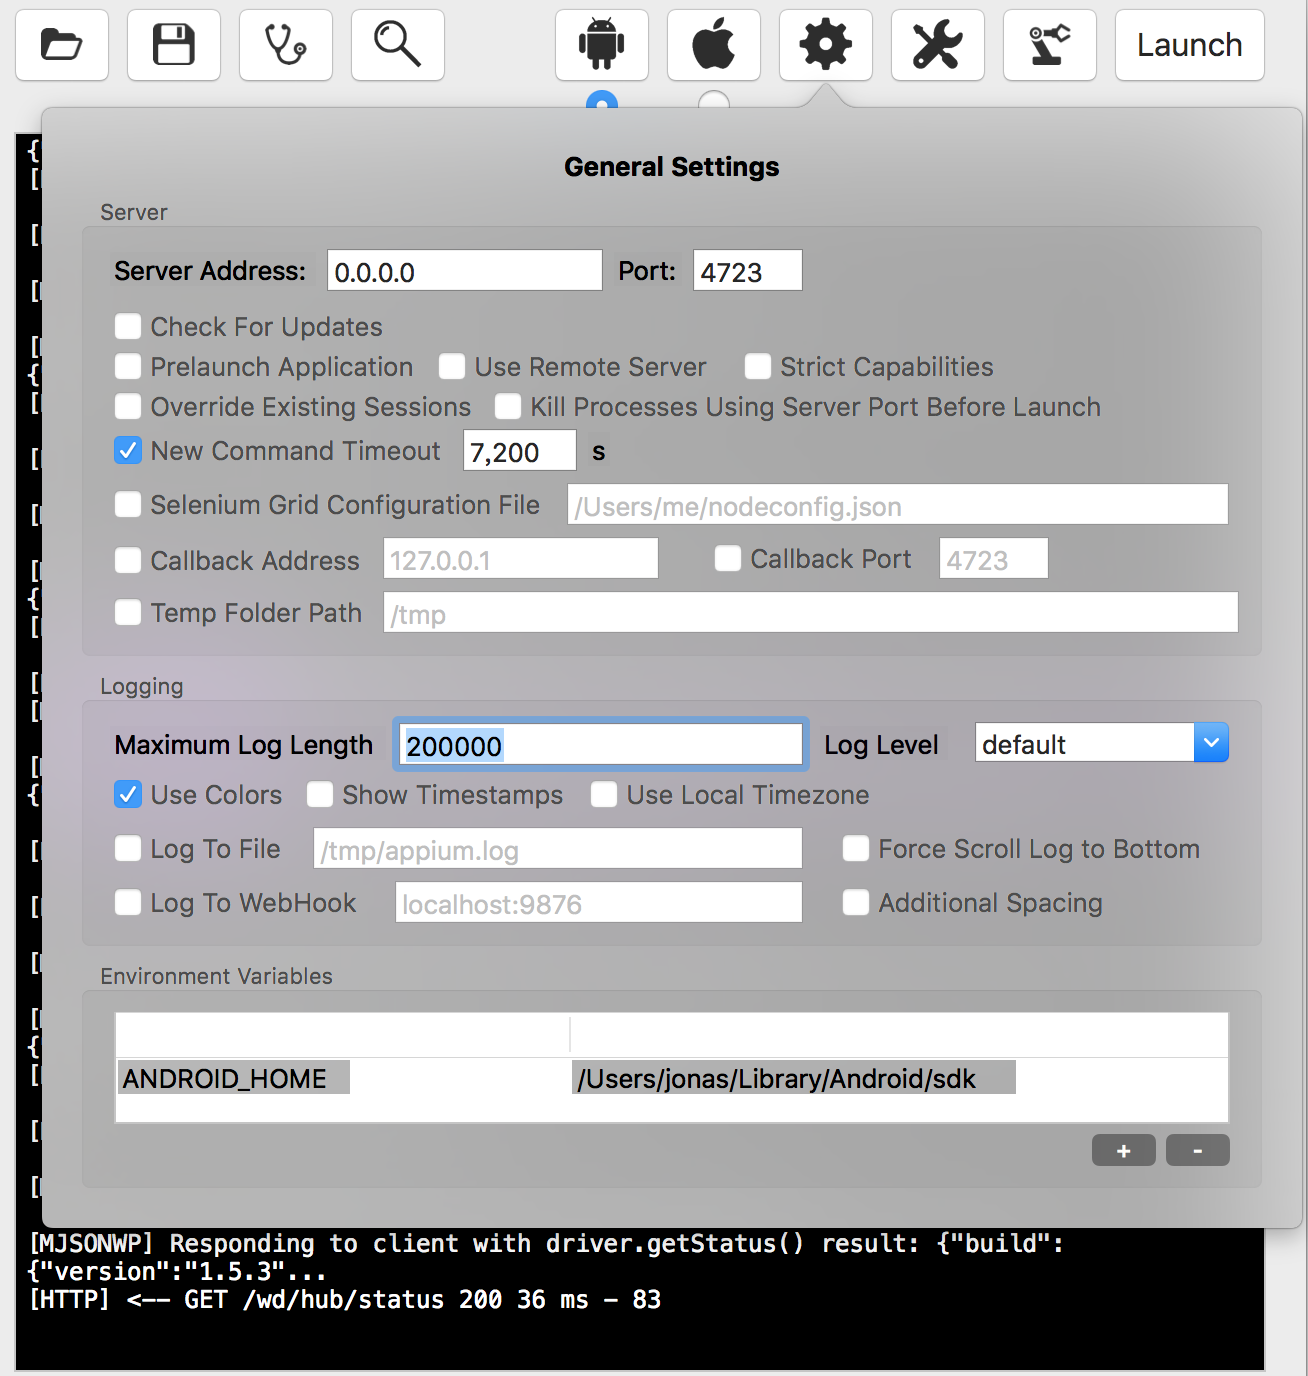 Launch
General Settings
Server
Server Address: 0.0.0.0 Port: 4723
Check For Updates
Prelaunch Application Use Remote Server Strict Capabilities
Override Existing Sessions Kill Processes Using Server Port Before Launch
New Command Timeout 7,200 s
Selenium Grid Configuration File /Users/me/nodeconfig.json
Callback Address 127.0.0.1 Callback Port 4723
Temp Folder Path /tmp
Logging
Maximum Log Length 200000 Log Level default
Use Colors Show Timestamps Use Local Timezone
Log To File /tmp/appium.log Force Scroll Log to Bottom
Log To WebHook localhost:9876 Additional Spacing
Environment Variables
ANDROID_HOME /Users/jonas/Library/Android/sdk
+ -
[MJSONWP] Responding to client with driver.getStatus() result: {"build":
{"version":"1.5.3"...
[HTTP] <-- GET /wd/hub/status 200 36 ms - 83